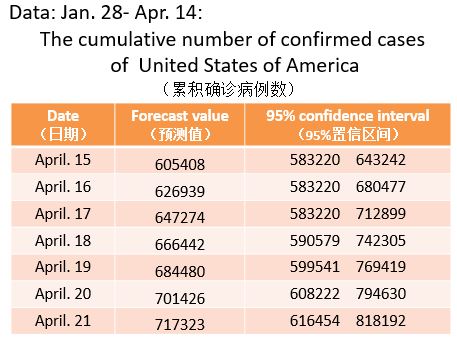 Data: Jan. 28- Apr. 14:
The cumulative number of confirmed cases
of United States of America
（累积确诊病例数）
Date Forecast value 95% confidence interval
（日期） （预测值） （95%置信区间）
April. 15 605408 583220 643242
April. 16 626939 583220 680477
April. 17 647274 583220 712899
April. 18 666442 590579 742305
April. 19 684480 599541 769419
April. 20 701426 608222 794630
April. 21 717323 616454 818192